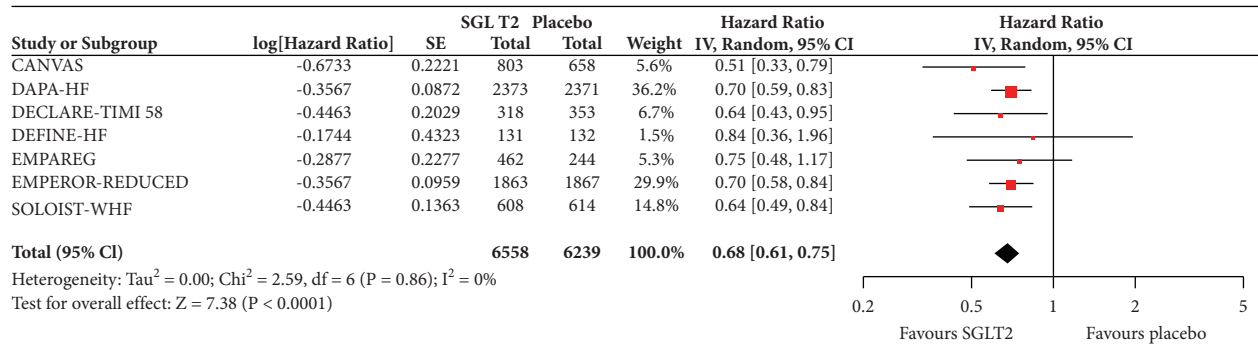 SGL T2 Placebo Hazard Ratio Hazard Ratio
Study or Subgroup log[Hazard Ratio] SE Total Total Weight IV, Random, 95% CI IV, Random, 95% CI
CANVAS -0.6733 0.2221 803 658 5.6% 0.51 [0.33, 0.79]
DAPA-HF -0.3567 0.0872 2373 2371 36.2% 0.70 [0.59, 0.83]
DECLARE-TIMI 58 -0.4463 0.2029 318 353 6.7% 0.64 [0.43, 0.95]
DEFINE-HF -0.1744 0.4323 131 132 1.5% 0.84 [0.36, 1.96]
EMPAREG -0.2877 0.2277 462 244 5.3% 0.75 [0.48, 1.17]
EMPEROR-REDUCED -0.3567 0.0959 1863 1867 29.9% 0.70 [0.58, 0.84]
SOLOIST-WHF -0.4463 0.1363 608 614 14.8% 0.64 [0.49, 0.84]
Total (95% Cl) 6558 6239 100.0% 0.68 [0.61, 0.75]
Heterogeneity: Tau² = 0.00; Chi² = 2.59, df = 6 (P = 0.86); I² = 0%
Test for overall effect: Z = 7.38 (P < 0.0001)
0.2 0.5 1 2 5
Favours SGLT2 Favours placebo